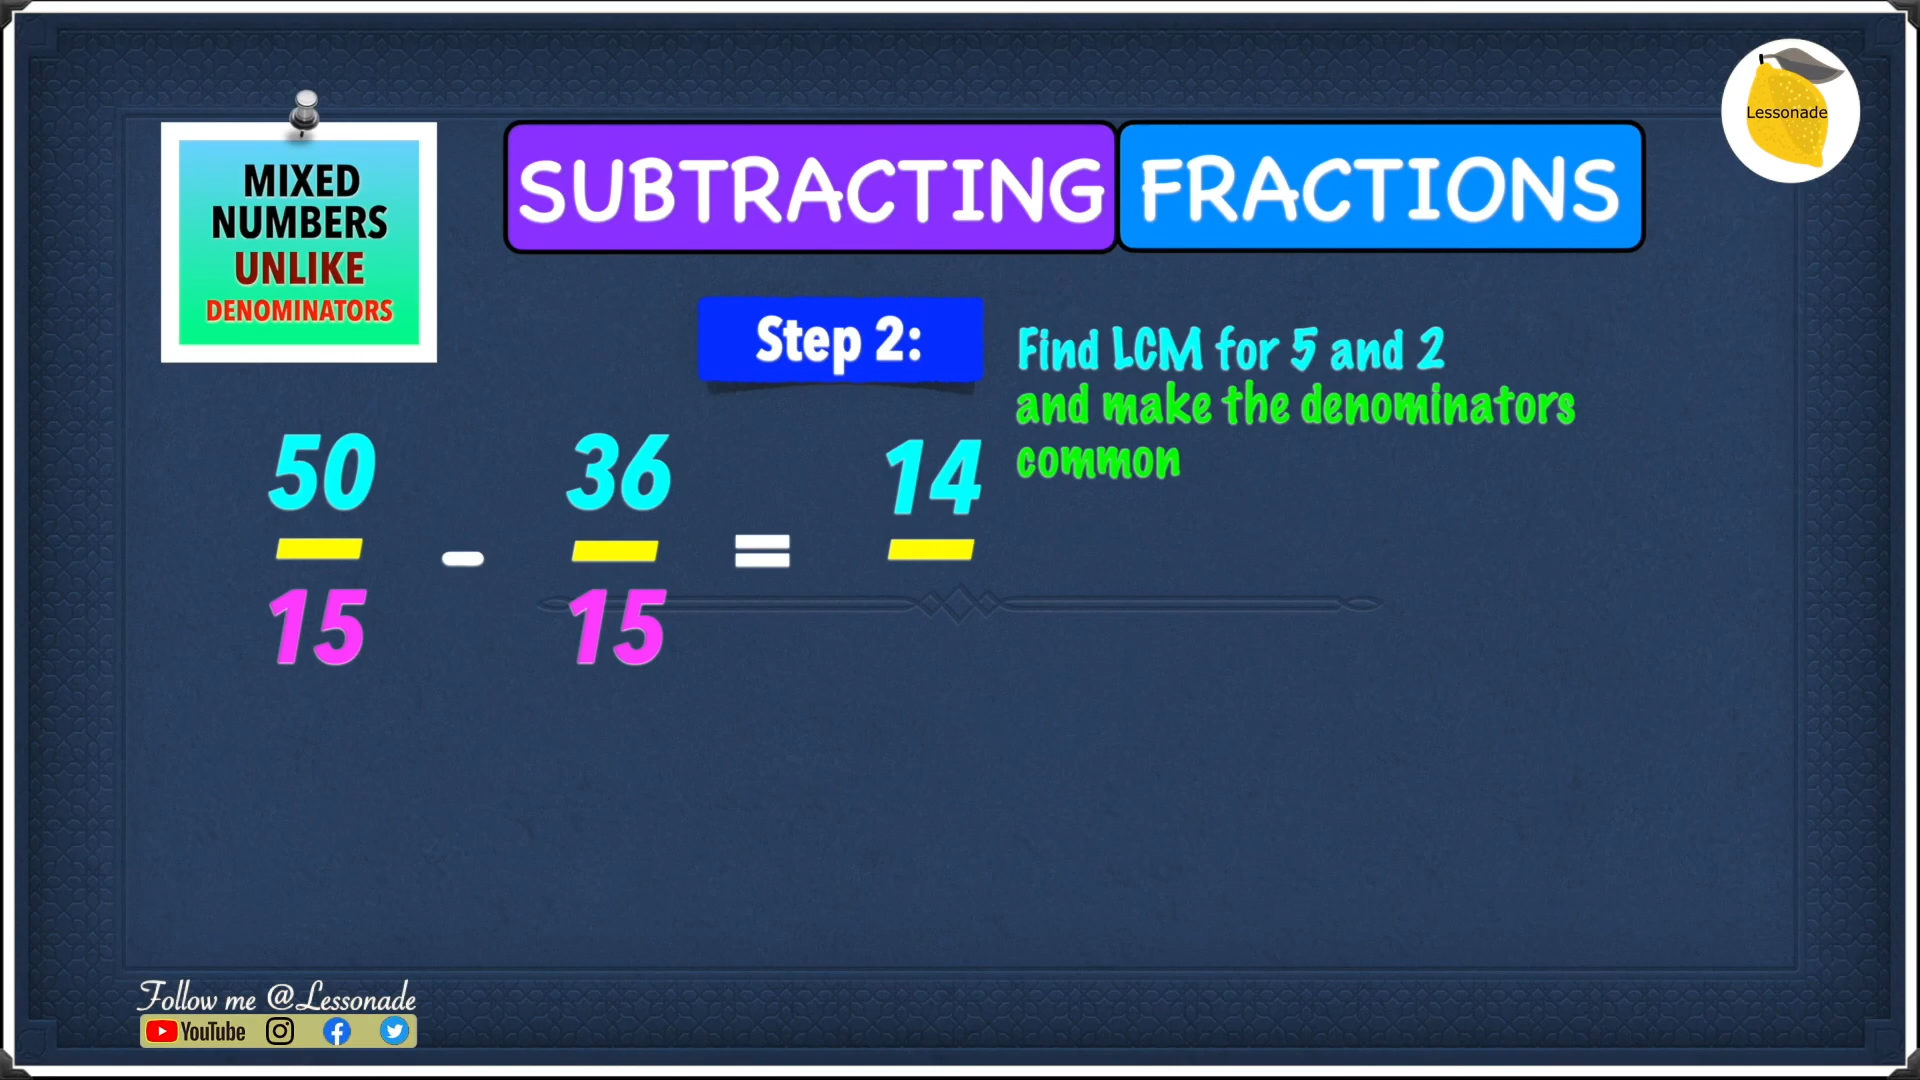 MIXED
NUMBERS
UNLIKE
DENOMINATORS
SUBTRACTING FRACTIONS
Lessonade
Step 2:
Find LCM for 5 and 2
and make the denominators
common
50 36 14
- =
15 15
Follow me @Lessonade
YouTube